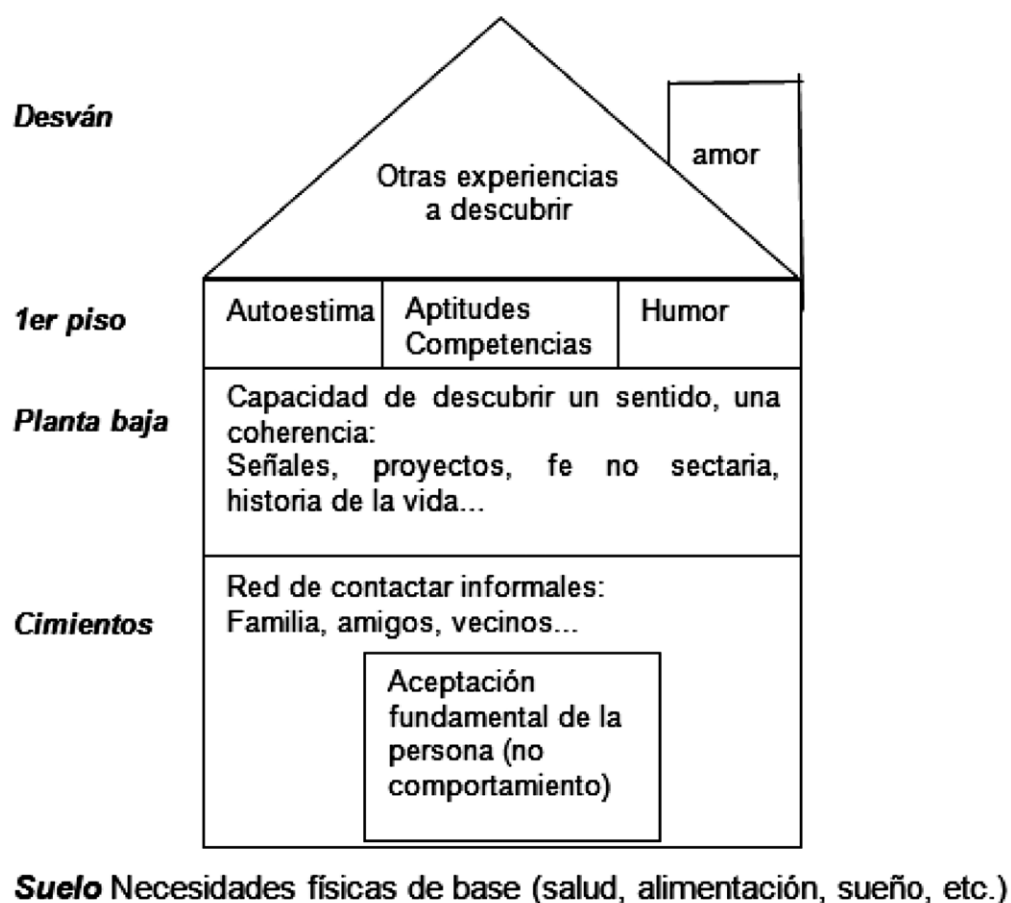 Desván
amor
Otras experiencias
a descubrir
1er piso
Autoestima
Aptitudes
Competencias
Humor
Planta baja
Capacidad de descubrir un sentido, una
coherencia:
Señales, proyectos, fe no sectaria,
historia de la vida...
Cimientos
Red de contactar informales:
Familia, amigos, vecinos...
Aceptación
fundamental de la
persona (no
comportamiento)
Suelo Necesidades físicas de base (salud, alimentación, sueño, etc.)